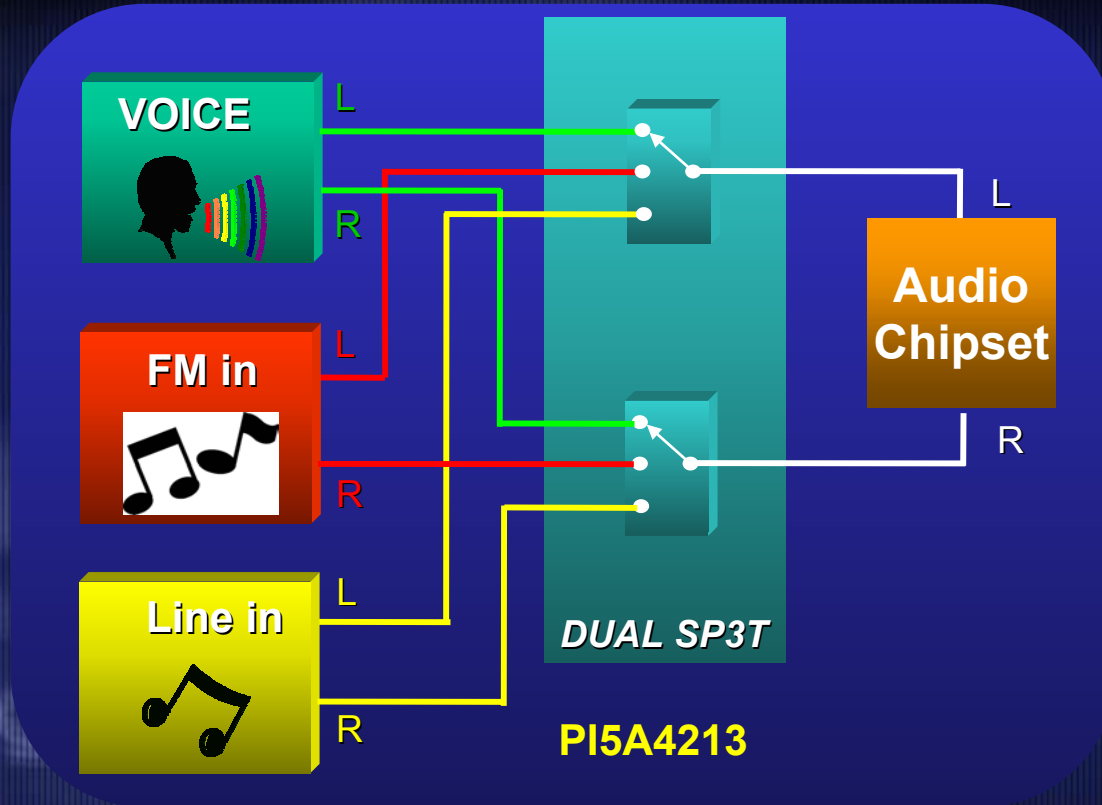 VOICE
L
R
L
Audio
Chipset
R
FM in
L
R
Line in
L
R
DUAL SP3T
PI5A4213